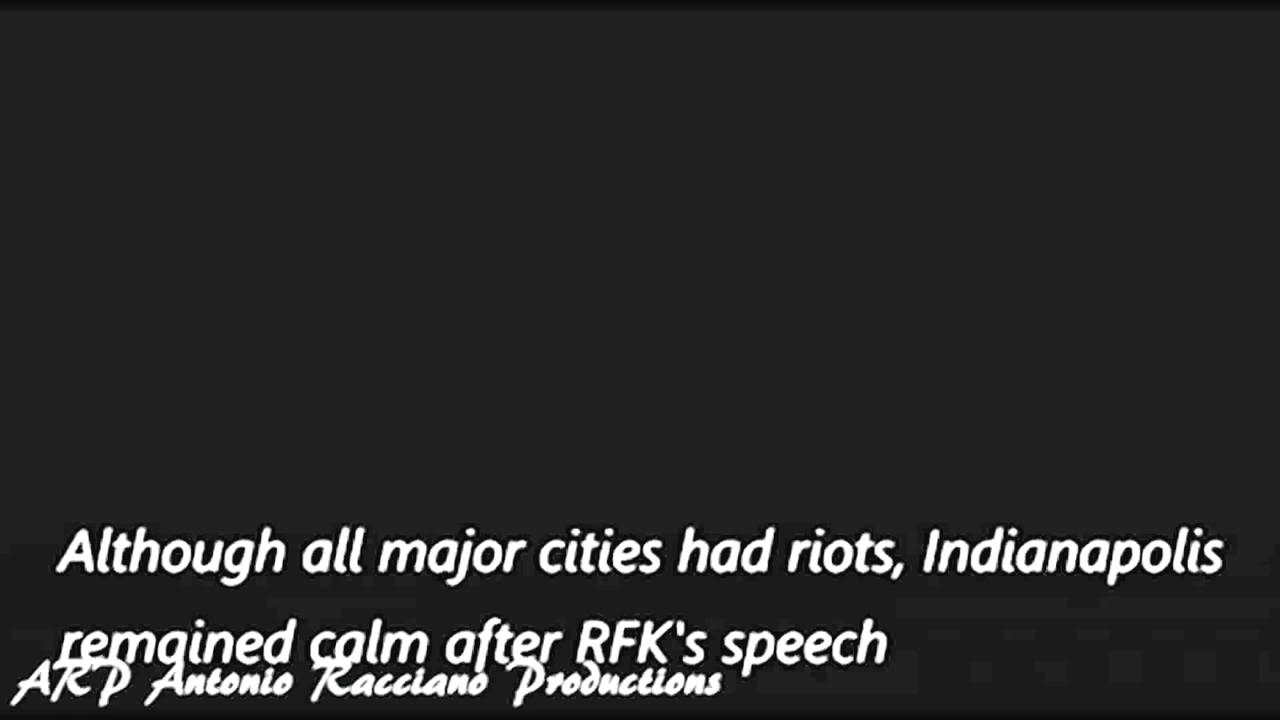 Although all major cities had riots, Indianapolis
remained calm after RFK's speech
ARP Antonio Racciano Productions